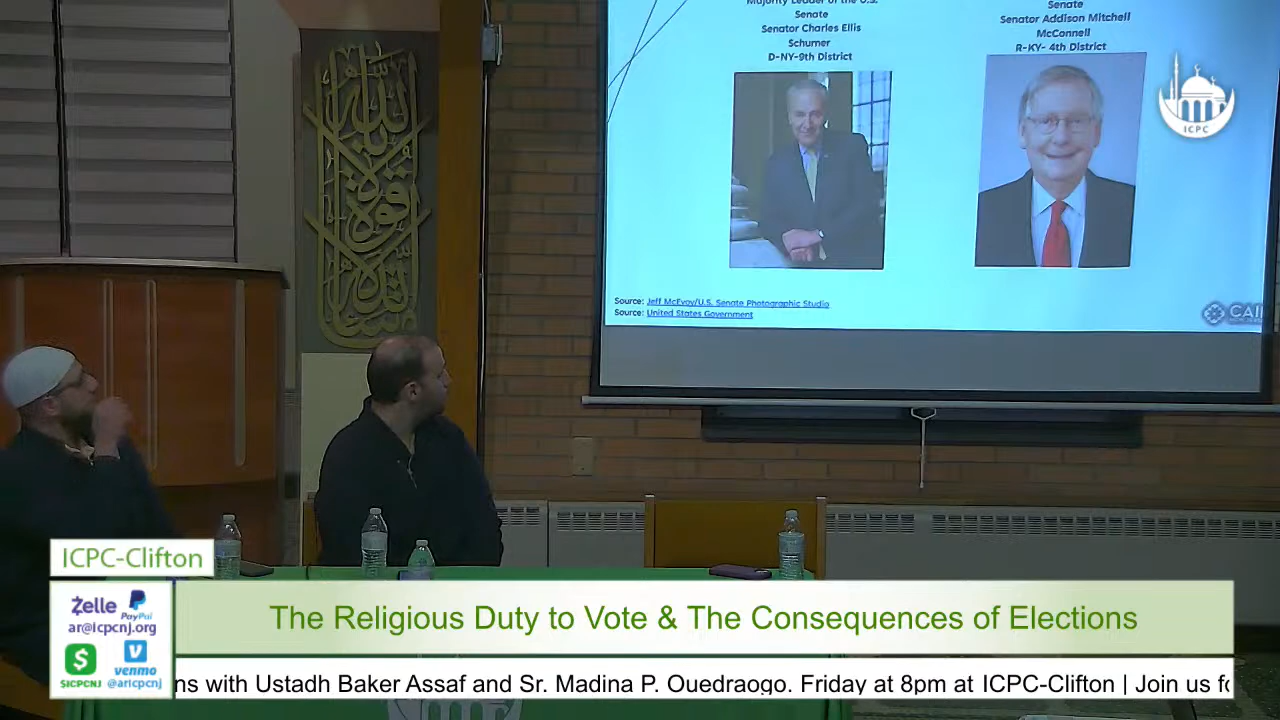 Majority Leader of the U.S.
Senate
Senator Charles Ellis
Schumer
D-NY-9th District
Senate
Senator Addison Mitchell
McConnell
R-KY- 4th District
ICPC
Source: Jeff McEvoy/U.S. Senate Photographic Studio
Source: United States Government
CAI
ICPC-Clifton
Zelle
PayPal
ar@icpcnj.org
$ICPCNJ
venmo
@aricpcnj
The Religious Duty to Vote & The Consequences of Elections
ns with Ustadh Baker Assaf and Sr. Madina P. Ouedraogo. Friday at 8pm at ICPC-Clifton | Join us fo